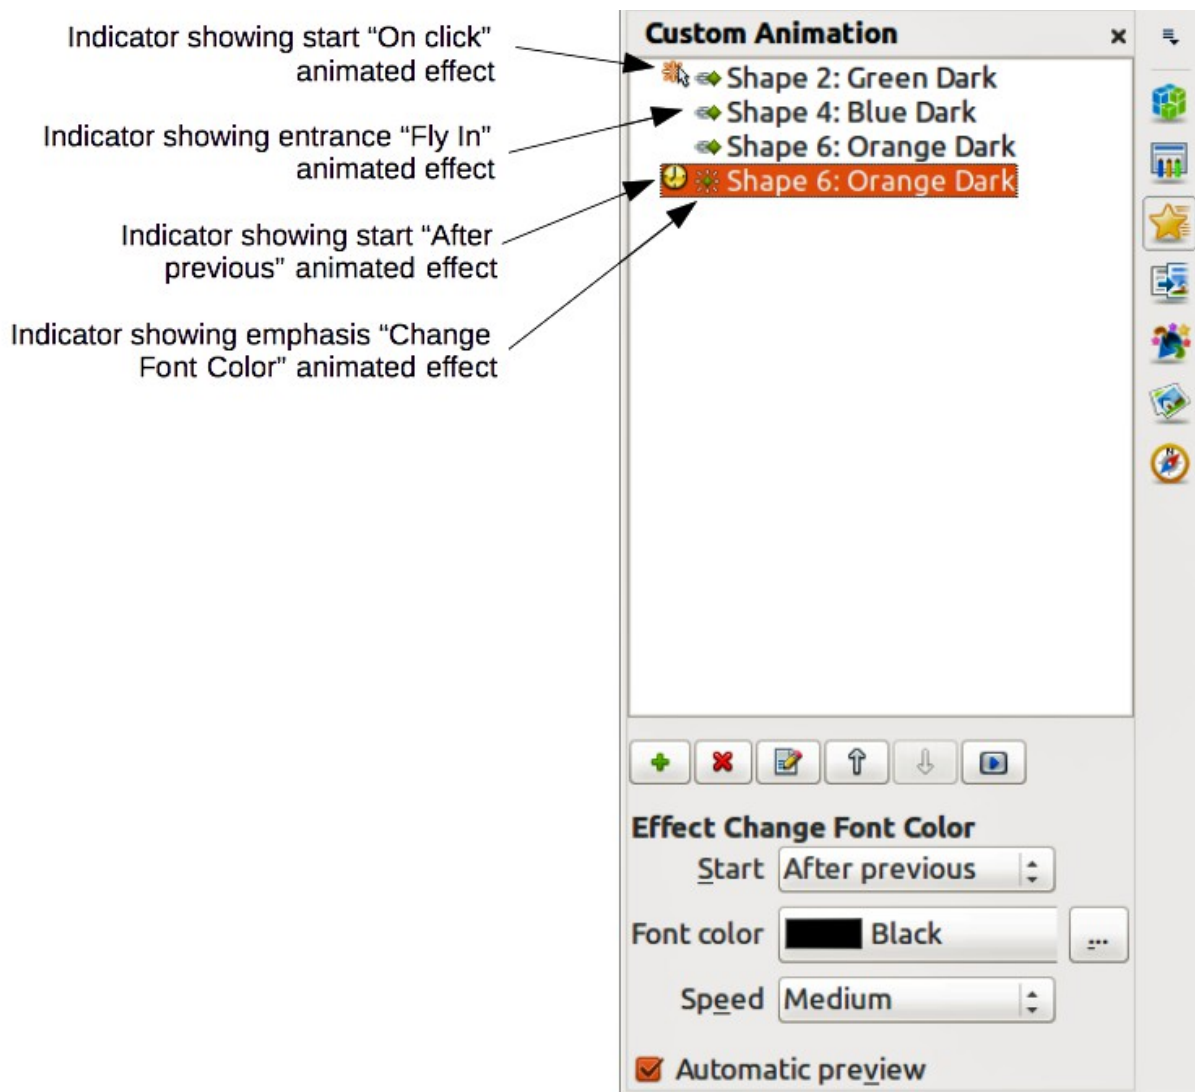 Indicator showing start “On click”
animated effect
Indicator showing entrance “Fly In”
animated effect
Indicator showing start “After
previous” animated effect
Indicator showing emphasis “Change
Font Color” animated effect
Custom Animation
Shape 2: Green Dark
Shape 4: Blue Dark
Shape 6: Orange Dark
Shape 6: Orange Dark
Effect Change Font Color
Start After previous
Font color Black ...
Speed Medium
Automatic preview